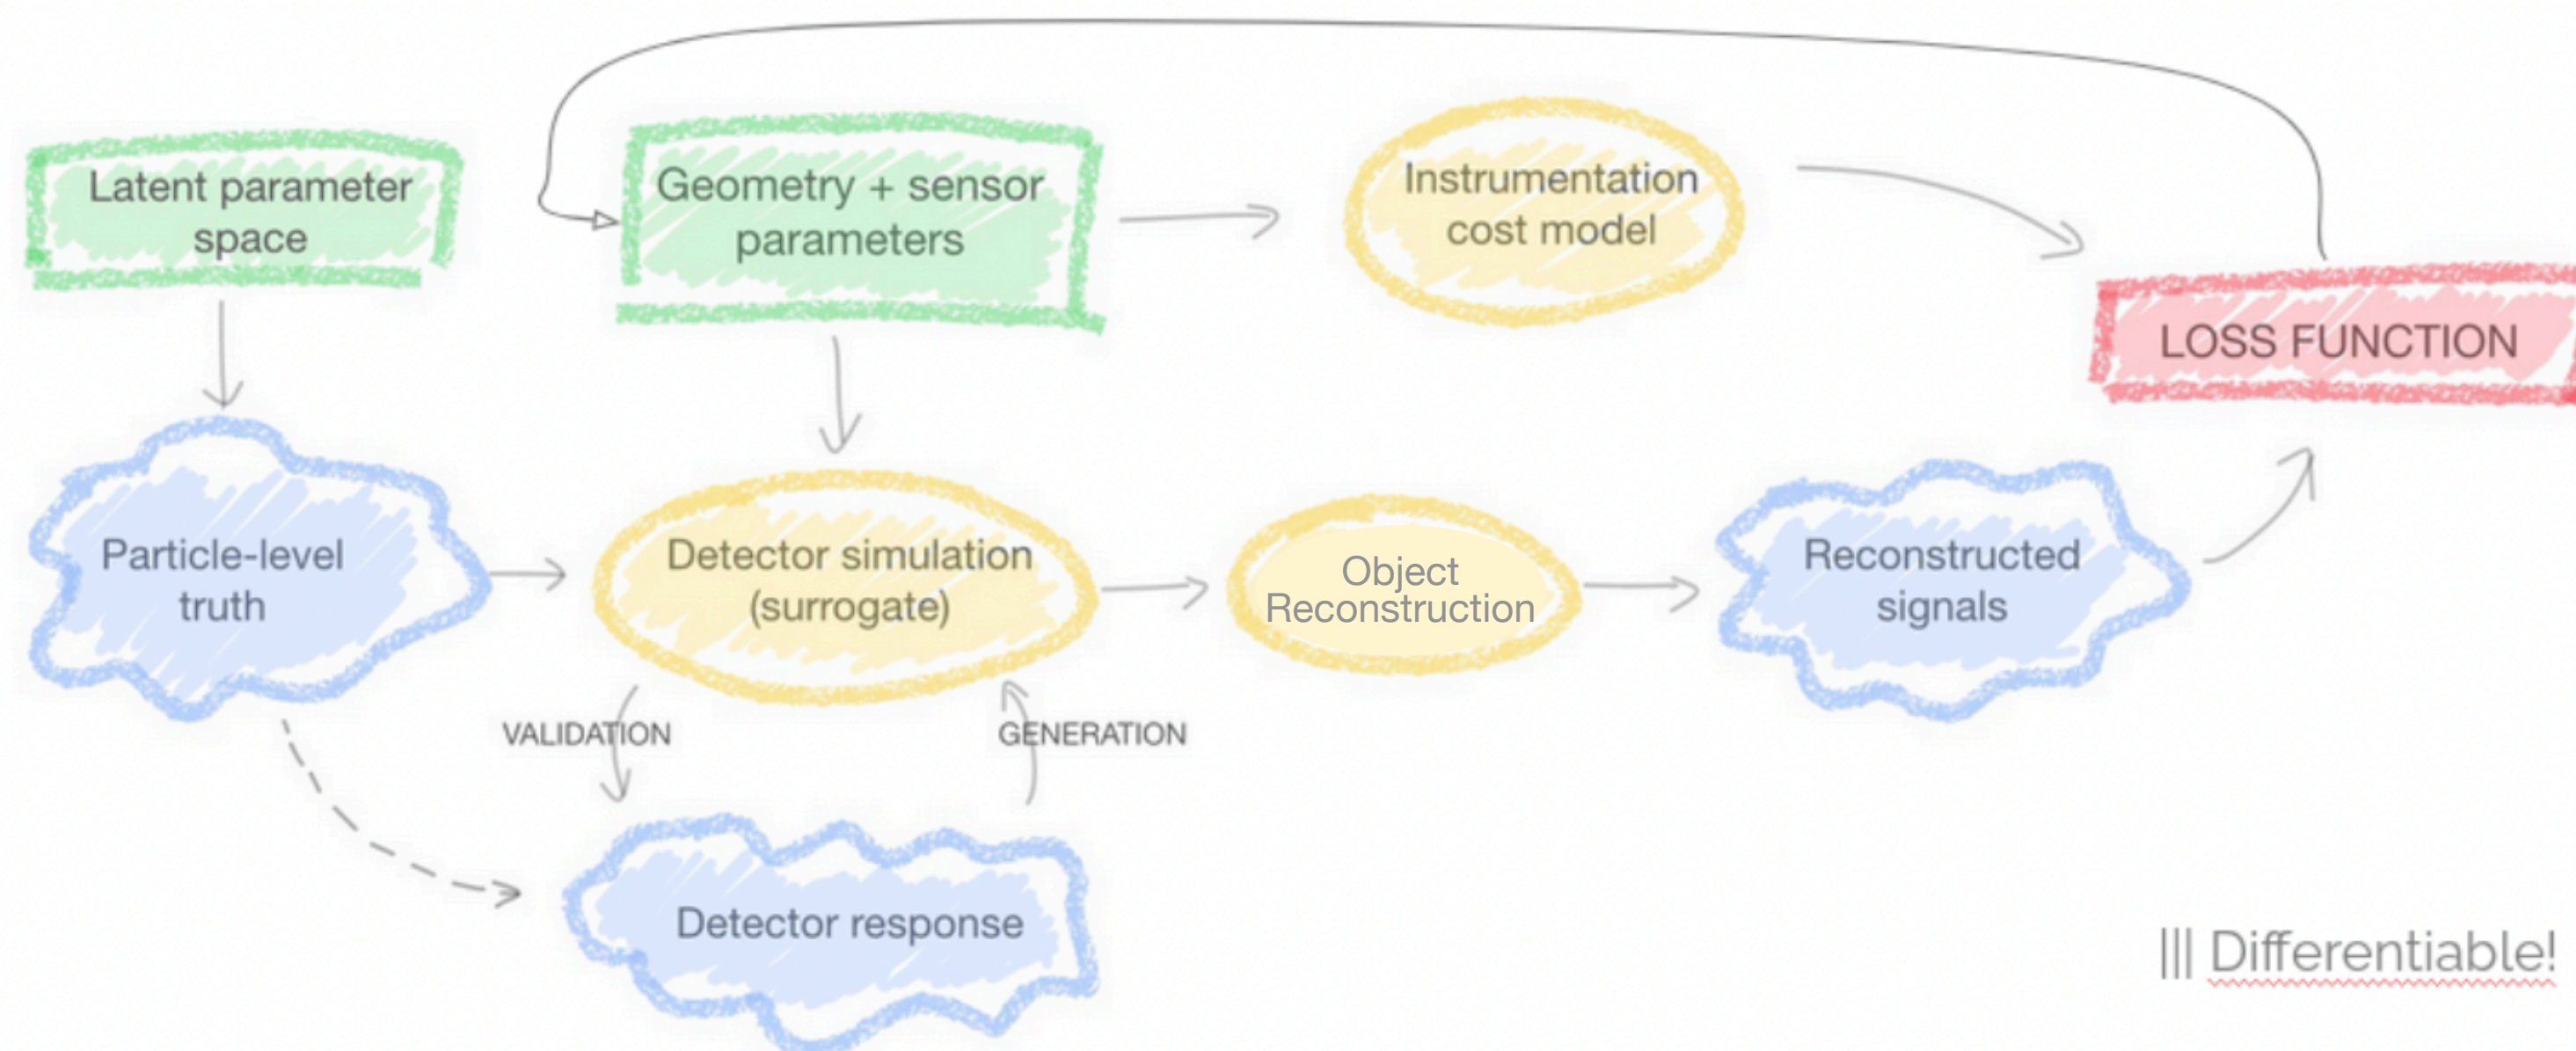 Latent parameter
space
Geometry + sensor
parameters
Instrumentation
cost model
LOSS FUNCTION
Particle-level
truth
Detector simulation
(surrogate)
Object
Reconstruction
Reconstructed
signals
VALIDATION
GENERATION
Detector response
||| Differentiable!